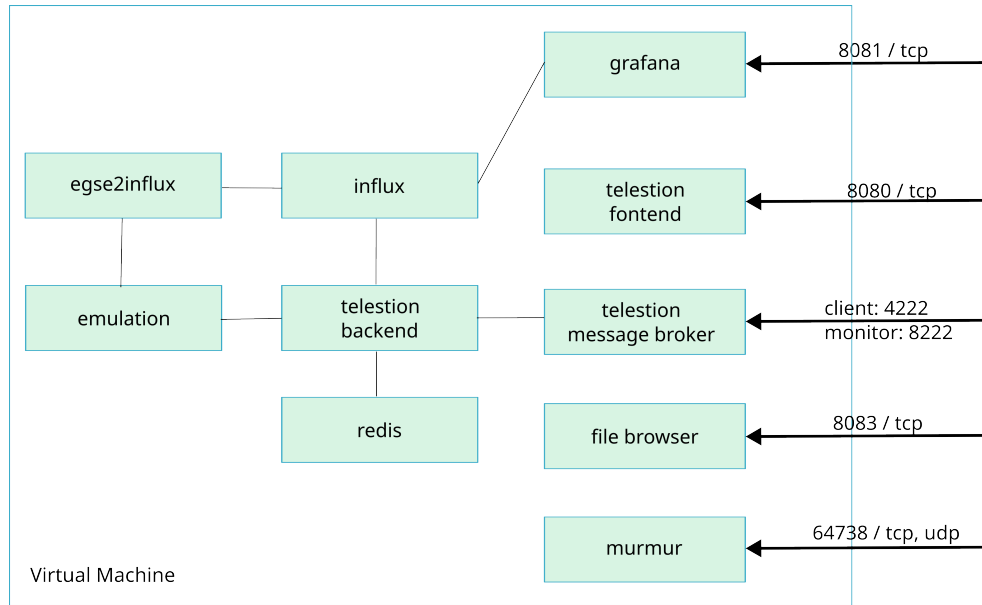 8081 / tcp
grafana
egse2influx
influx
telestion
fontend
8080 / tcp
emulation
telestion
backend
telestion
message broker
client: 4222
monitor: 8222
redis
file browser
8083 / tcp
murmur
64738 / tcp, udp
Virtual Machine